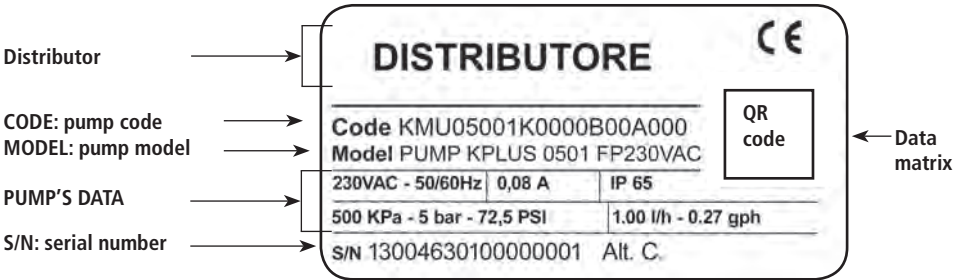 Distributor
DISTRIBUTORE
CE
CODE: pump code
MODEL: pump model
Code KMU05001K0000B00A000
Model PUMP KPLUS 0501 FP230VAC
QR
code
Data
matrix
PUMP'S DATA
230VAC - 50/60Hz 0,08 A IP 65
500 KPa - 5 bar - 72,5 PSI 1.00 l/h - 0.27 gph
S/N: serial number
S/N 13004630100000001 Alt. C.